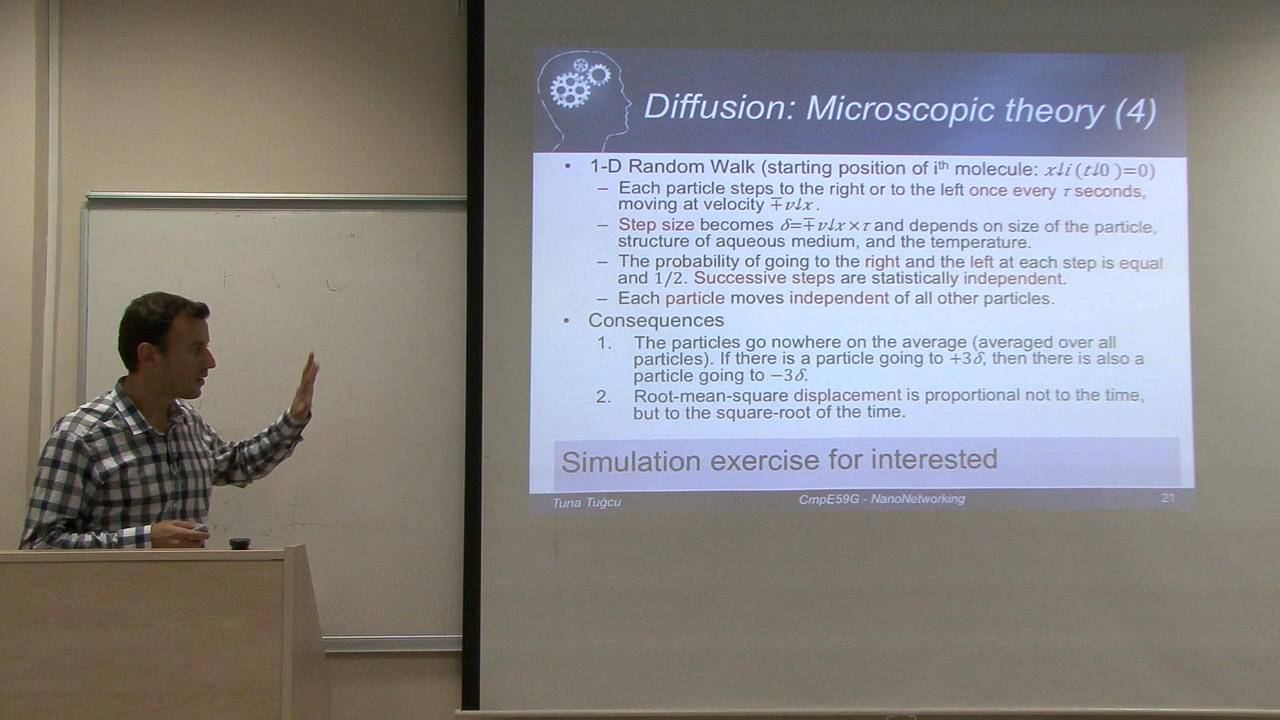 Diffusion: Microscopic theory (4)
• 1-D Random Walk (starting position of ith molecule: x↓i (t↓0 )=0)
– Each particle steps to the right or to the left once every τ seconds,
moving at velocity ∓v↓x .
– Step size becomes δ=∓v↓x×τ and depends on size of the particle,
structure of aqueous medium, and the temperature.
– The probability of going to the right and the left at each step is equal
and 1/2. Successive steps are statistically independent.
– Each particle moves independent of all other particles.
• Consequences
1. The particles go nowhere on the average (averaged over all
particles). If there is a particle going to +3δ, then there is also a
particle going to −3δ.
2. Root-mean-square displacement is proportional not to the time,
but to the square-root of the time.
Simulation exercise for interested
Tuna Tuğcu CmpE59G - NanoNetworking 21